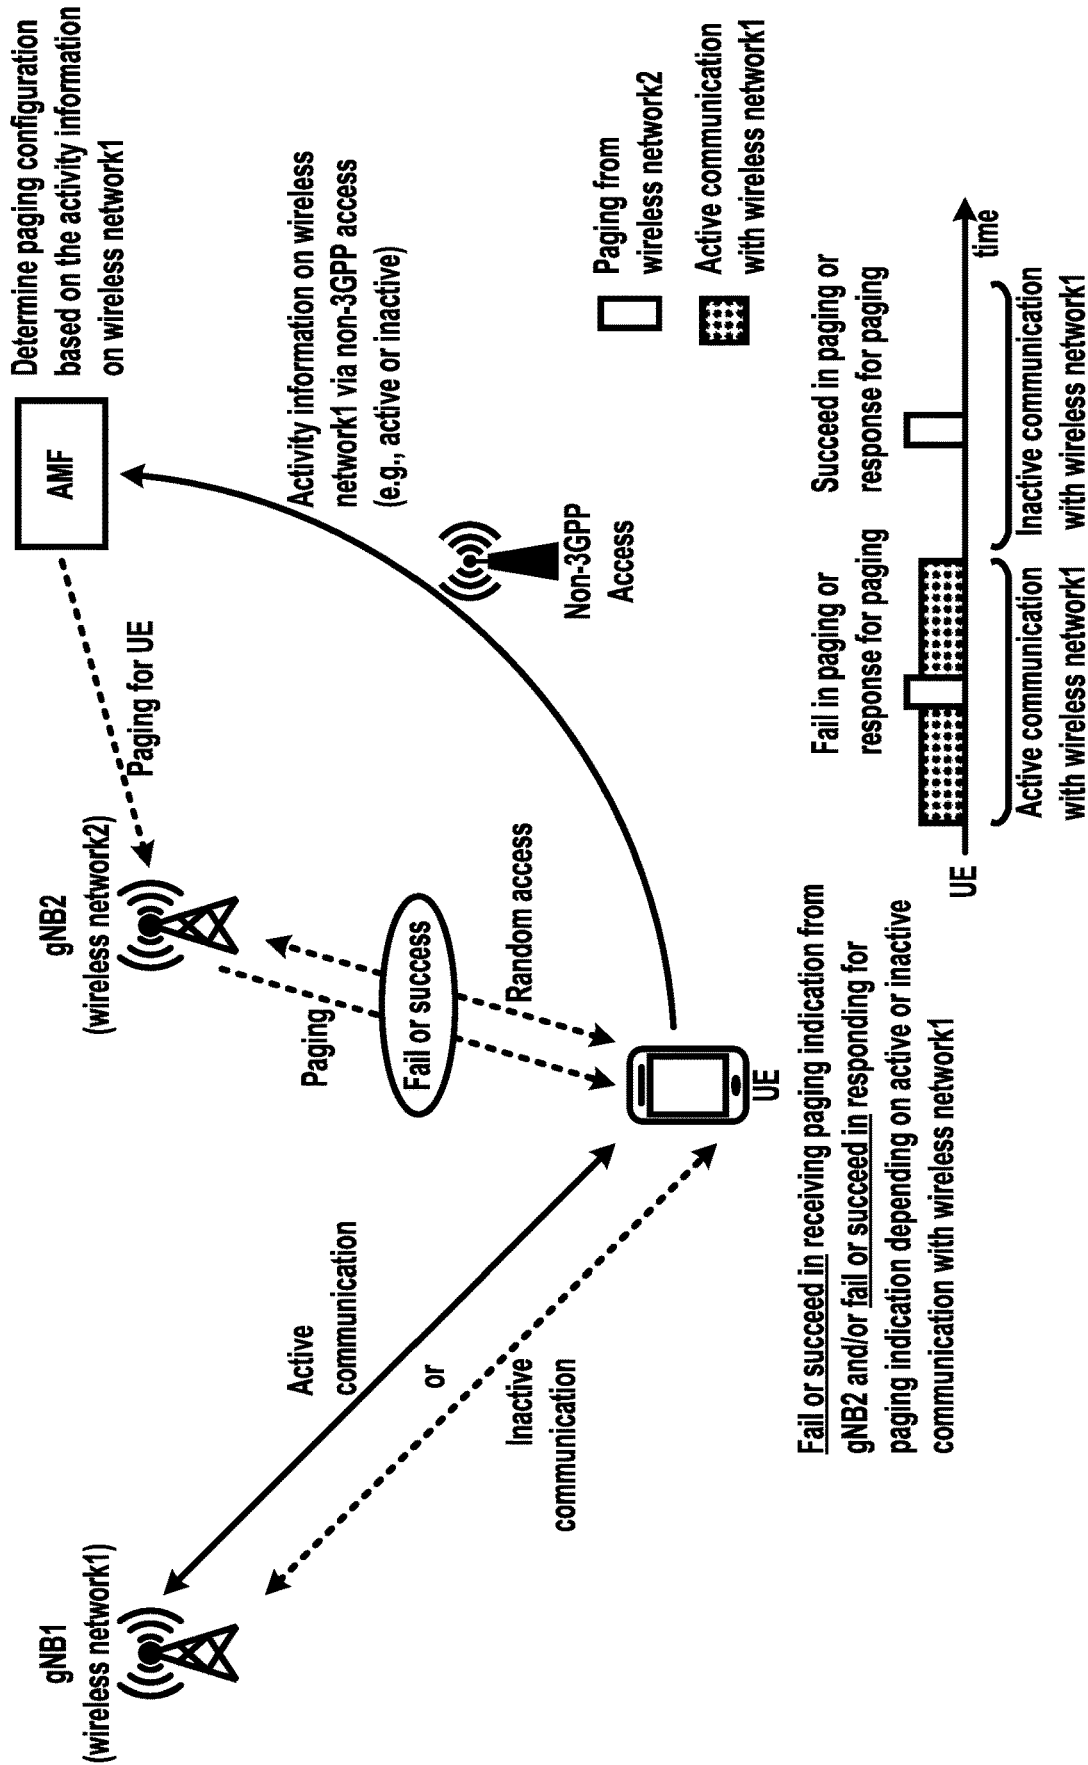 gNB1
(wireless network1)
gNB2
(wireless network2)
AMF
Determine paging configuration
based on the activity information
on wireless network1
Paging for UE
Active
communication
or
Inactive
communication
Paging
Fail or success
Random access
Activity information on wireless
network1 via non-3GPP access
(e.g., active or inactive)
Non-3GPP
Access
UE
Paging from
wireless network2
Active communication
with wireless network1
Fail or succeed in receiving paging indication from
gNB2 and/or fail or succeed in responding for
paging indication depending on active or inactive
communication with wireless network1
Fail in paging or
response for paging
Succeed in paging or
response for paging
UE
time
Active communication
with wireless network1
Inactive communication
with wireless network1